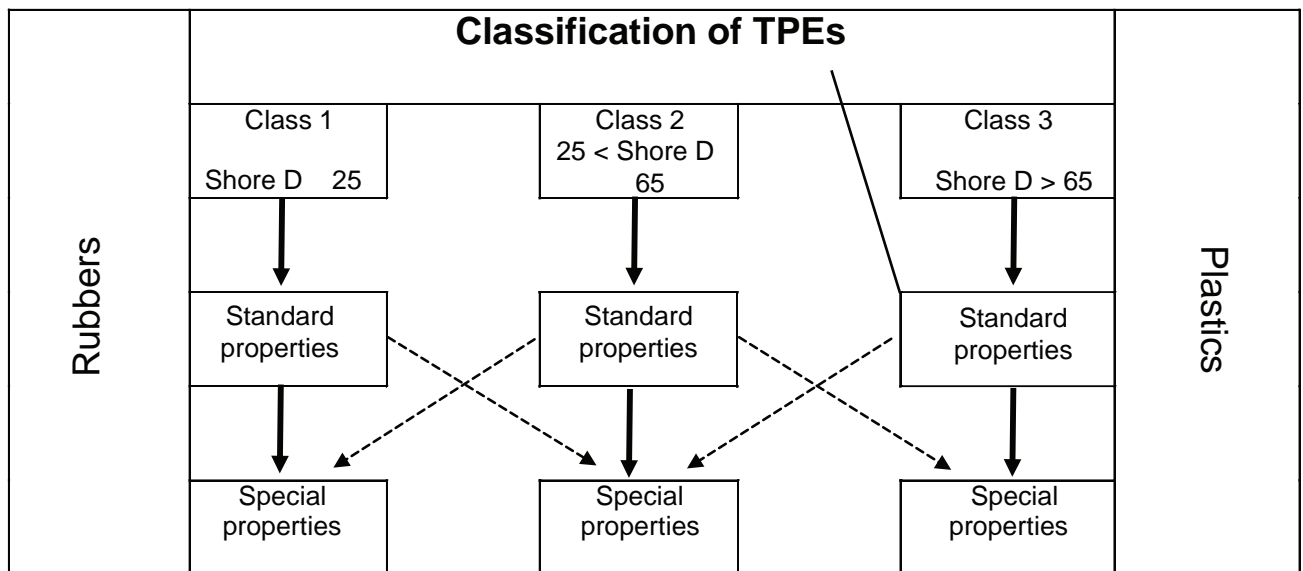 Classification of TPEs
Rubbers
Class 1
Shore D 25
Class 2
25 < Shore D
65
Class 3
Shore D > 65
Plastics
Standard
properties
Standard
properties
Standard
properties
Special
properties
Special
properties
Special
properties